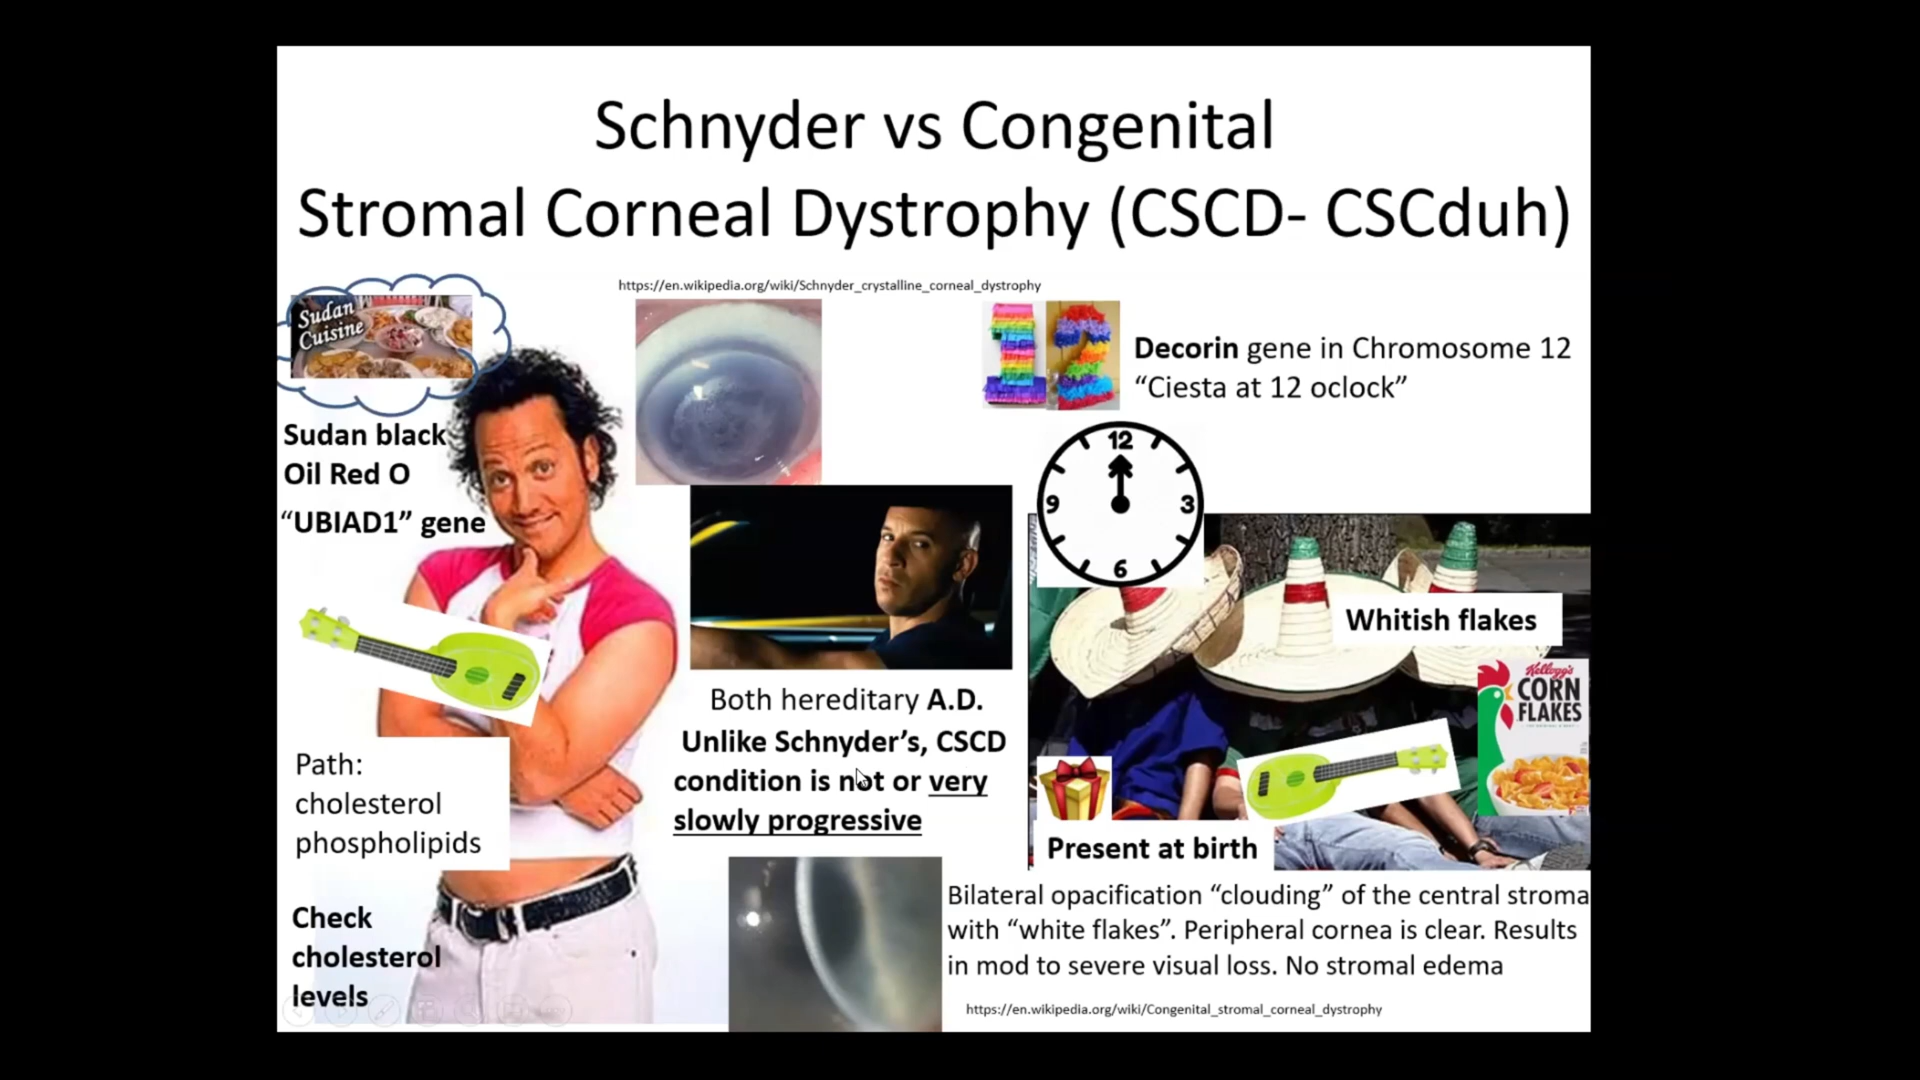 Schnyder vs Congenital
Stromal Corneal Dystrophy (CSCD- CSCduh)
https://en.wikipedia.org/wiki/Schnyder_crystalline_corneal_dystrophy
Sudan
Cuisine
Sudan black
Oil Red O
“UBIAD1” gene
Path:
cholesterol
phospholipids
Check
cholesterol
levels
Both hereditary A.D.
Unlike Schnyder’s, CSCD
condition is not or very
slowly progressive
12
Decorin gene in Chromosome 12
“Ciesta at 12 oclock”
12
9
3
6
Whitish flakes
Kellogg's
CORN
FLAKES
Present at birth
Bilateral opacification “clouding” of the central stroma
with “white flakes”. Peripheral cornea is clear. Results
in mod to severe visual loss. No stromal edema
https://en.wikipedia.org/wiki/Congenital_stromal_corneal_dystrophy